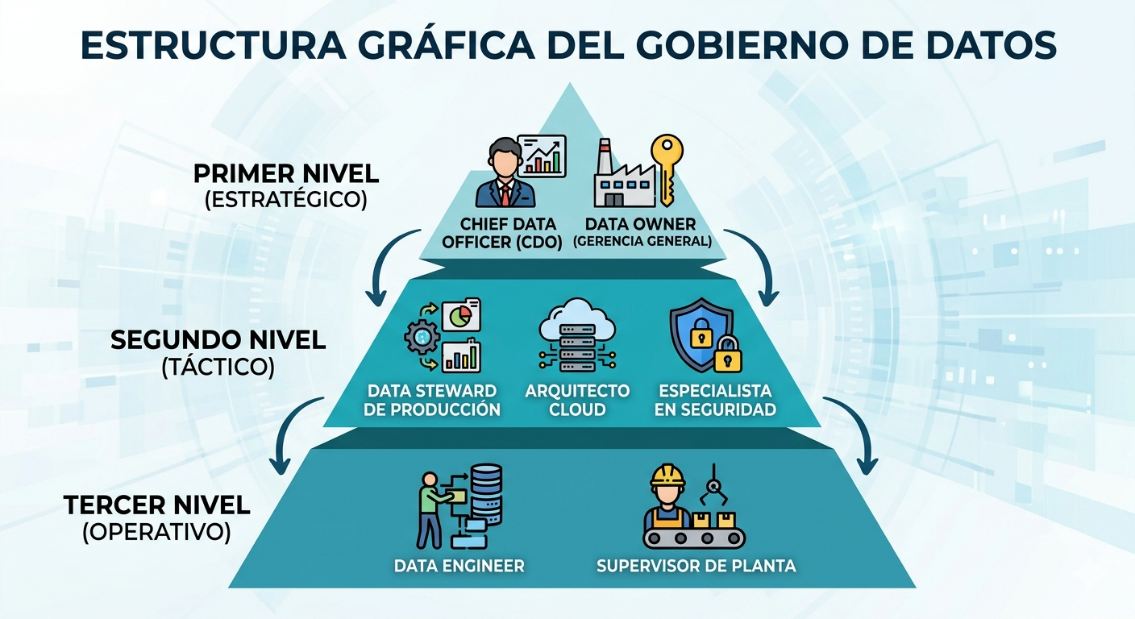 ESTRUCTURA GRÁFICA DEL GOBIERNO DE DATOS
PRIMER NIVEL
(ESTRATÉGICO)
CHIEF DATA
OFFICER (CDO)
DATA OWNER
(GERENCIA GENERAL)
SEGUNDO NIVEL
(TÁCTICO)
DATA STEWARD
DE PRODUCCIÓN
ARQUITECTO
CLOUD
ESPECIALISTA
EN SEGURIDAD
TERCER NIVEL
(OPERATIVO)
DATA ENGINEER
SUPERVISOR DE PLANTA